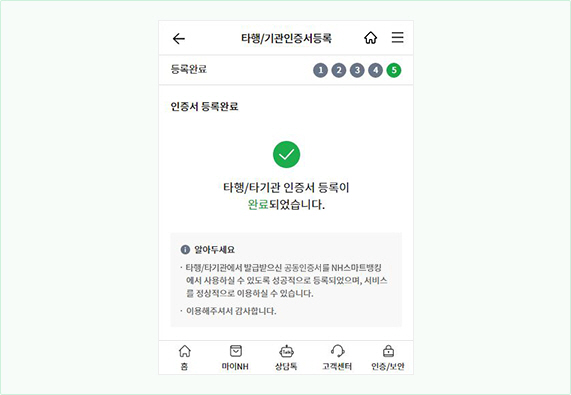 타행/기관인증서등록
등록완료 1 2 3 4 5
인증서 등록완료
타행/타기관 인증서 등록이
완료되었습니다.
알아두세요
· 타행/타기관에서 발급받으신 공동인증서를 NH스마트뱅킹
에서 사용하실 수 있도록 성공적으로 등록되었으며, 서비스
를 정상적으로 이용하실 수 있습니다.
· 이용해주셔서 감사합니다.
Talk
홈 마이NH 상담톡 고객센터 인증/보안